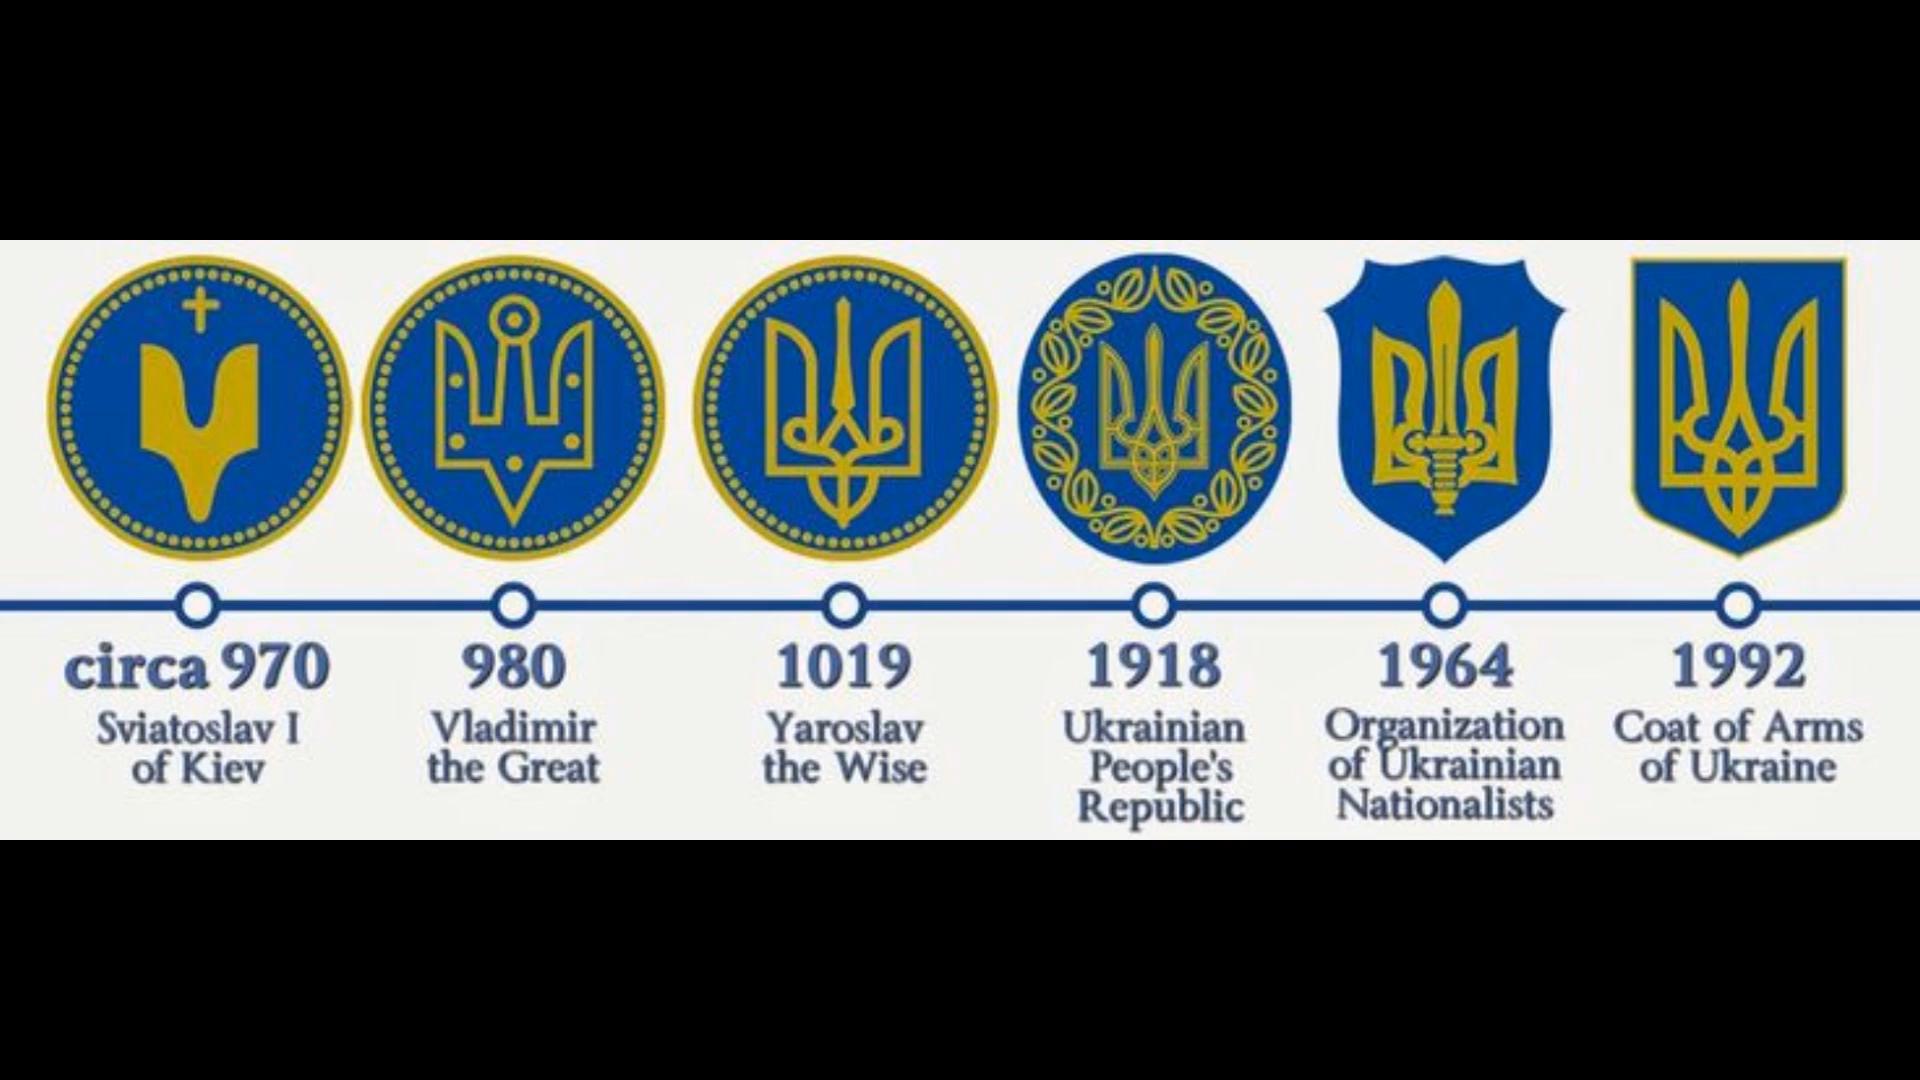 circa 970
Sviatoslav I
of Kiev
980
Vladimir
the Great
1019
Yaroslav
the Wise
1918
Ukrainian
People's
Republic
1964
Organization
of Ukrainian
Nationalists
1992
Coat of Arms
of Ukraine